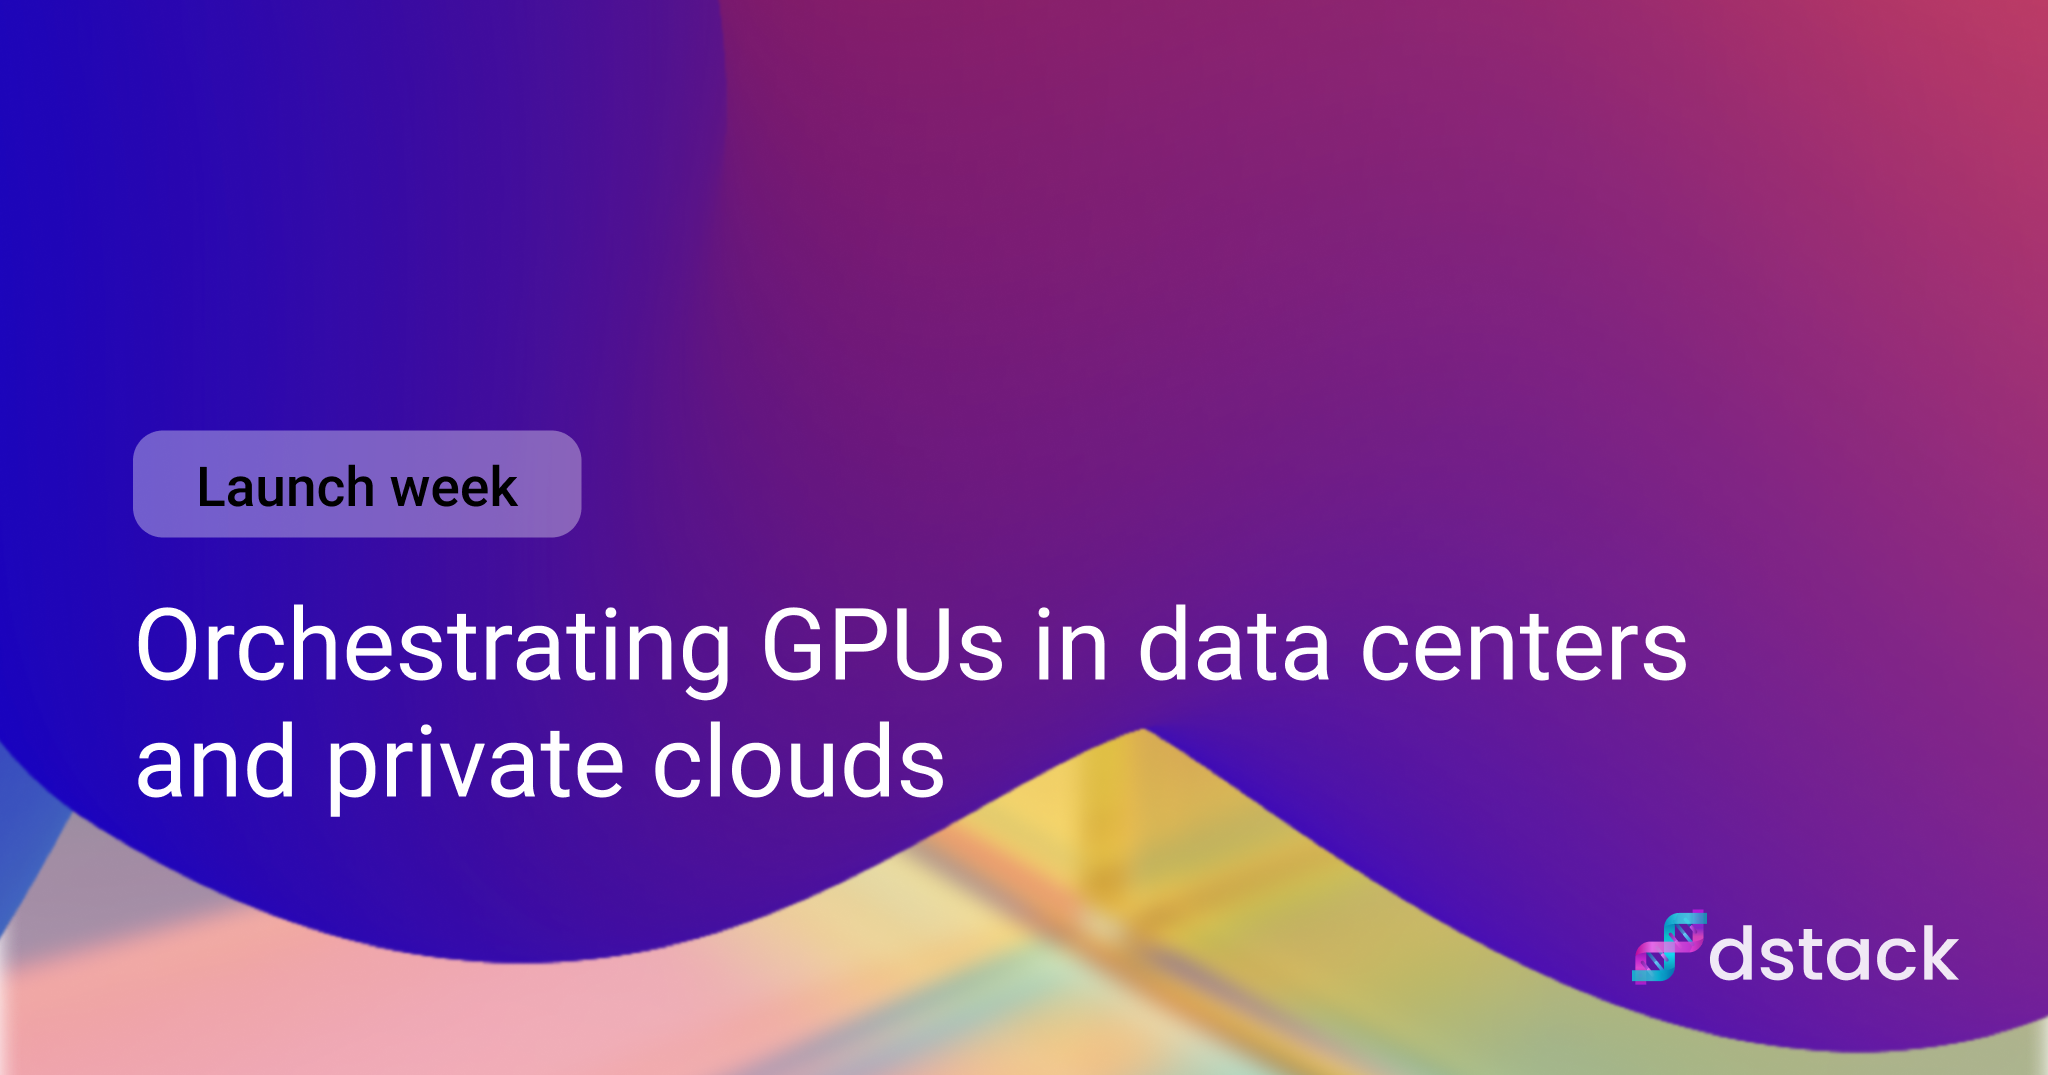 Launch week
Orchestrating GPUs in data centers
and private clouds
dstack